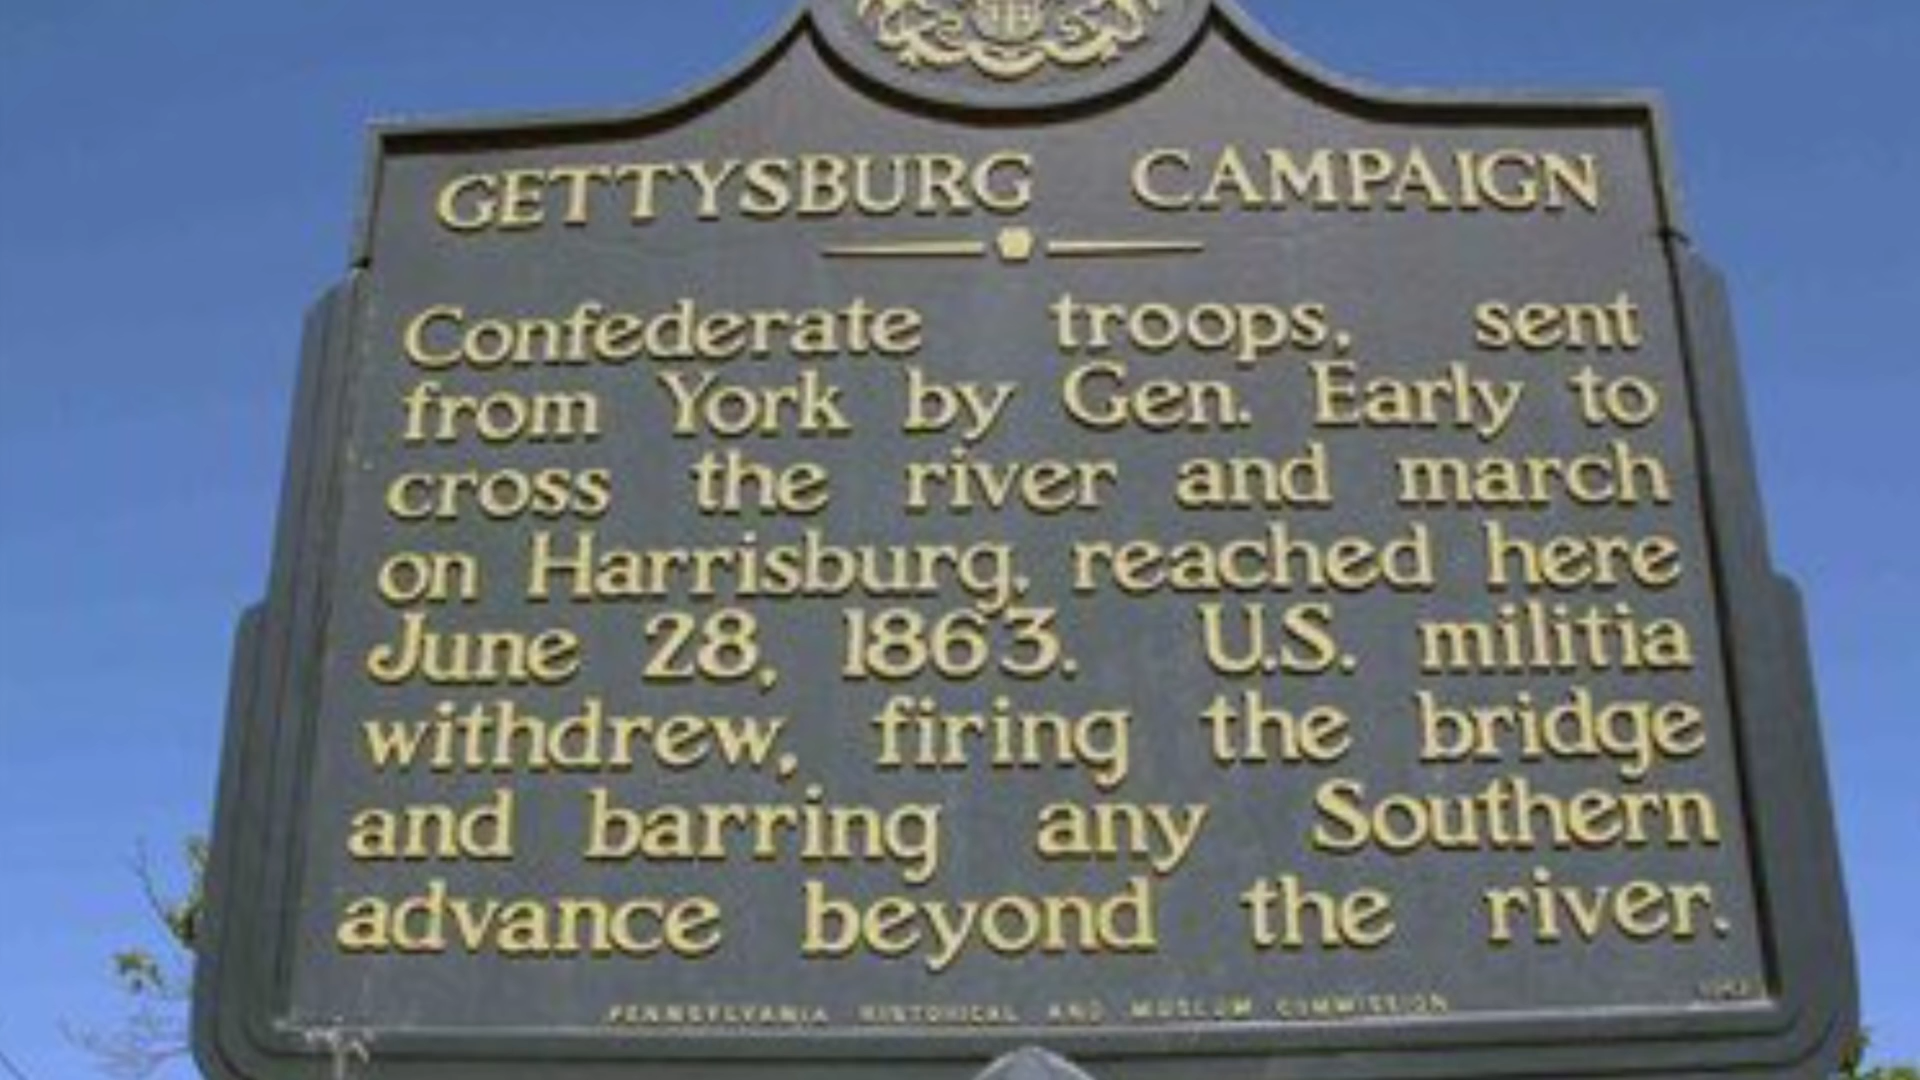 GETTYSBURG CAMPAIGN
Confederate troops, sent
from York by Gen. Early to
cross the river and march
on Harrisburg, reached here
June 28, 1863. U.S. militia
withdrew, firing the bridge
and barring any Southern
advance beyond the river.
PENNSYLVANIA HISTORICAL AND MUSEUM COMMISSION